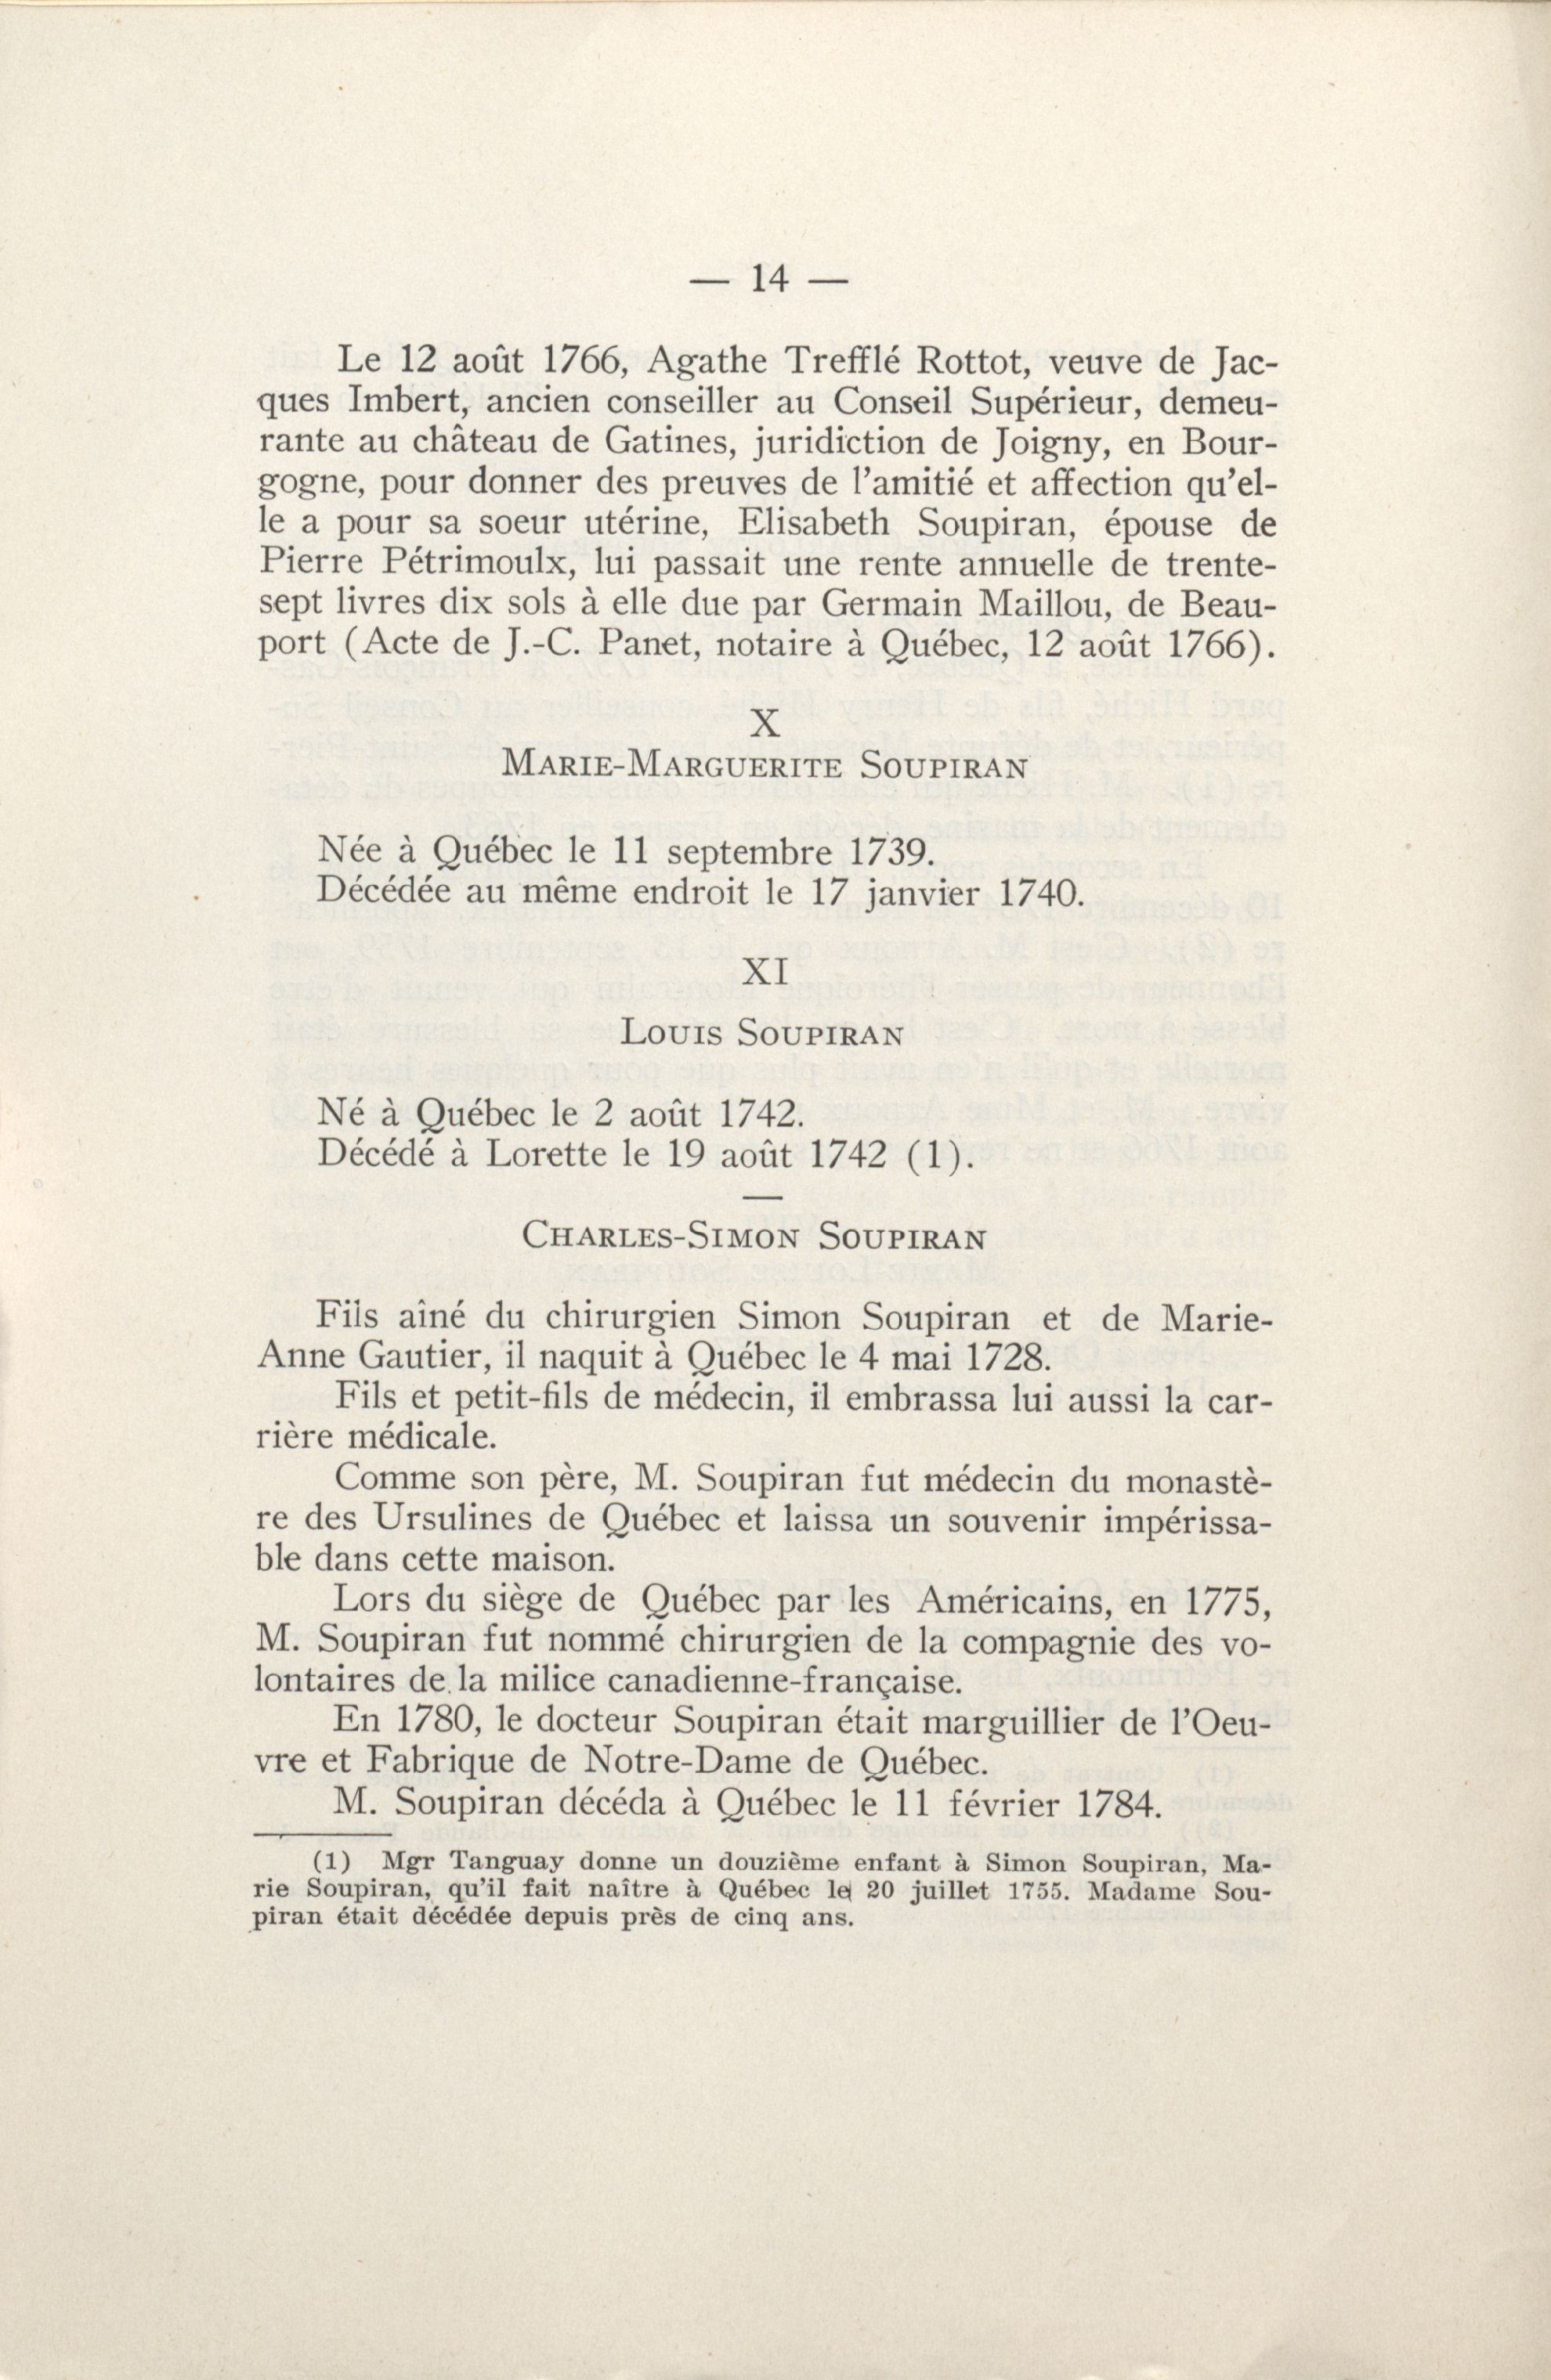 — 14 —
Le 12 août 1766, Agathe Trefflé Rottot, veuve de Jac-
ques Imbert, ancien conseiller au Conseil Supérieur, demeu-
rante au château de Gatines, juridiction de Joigny, en Bour-
gogne, pour donner des preuves de l'amitié et affection qu'el-
le a pour sa soeur utérine, Elisabeth Soupiran, épouse de
Pierre Pétrimoulx, lui passait une rente annuelle de trente-
sept livres dix sols à elle due par Germain Maillou, de Beau-
port (Acte de J.-C. Panet, notaire à Québec, 12 août 1766).
X
Marie-Marguerite Soupiran
Née à Québec le 11 septembre 1739.
Décédée au même endroit le 17 janvier 1740.
XI
Louis Soupiran
Né à Québec le 2 août 1742.
Décédé à Lorette le 19 août 1742 (1).
Charles-Simon Soupiran
Fils aîné du chirurgien Simon Soupiran et de Marie-
Anne Gautier, il naquit à Québec le 4 mai 1728.
Fils et petit-fils de médecin, il embrassa lui aussi la car-
rière médicale.
Comme son père, M. Soupiran fut médecin du monastè-
re des Ursulines de Québec et laissa un souvenir impérissa-
ble dans cette maison.
Lors du siège de Québec par les Américains, en 1775,
M. Soupiran fut nommé chirurgien de la compagnie des vo-
lontaires de la milice canadienne-française.
En 1780, le docteur Soupiran était marguillier de l'Oeu-
vre et Fabrique de Notre-Dame de Québec.
M. Soupiran décéda à Québec le 11 février 1784.
(1) Mgr Tanguay donne un douzième enfant à Simon Soupiran, Ma-
rie Soupiran, qu'il fait naître à Québec le 20 juillet 1755. Madame Sou-
piran était décédée depuis près de cinq ans.